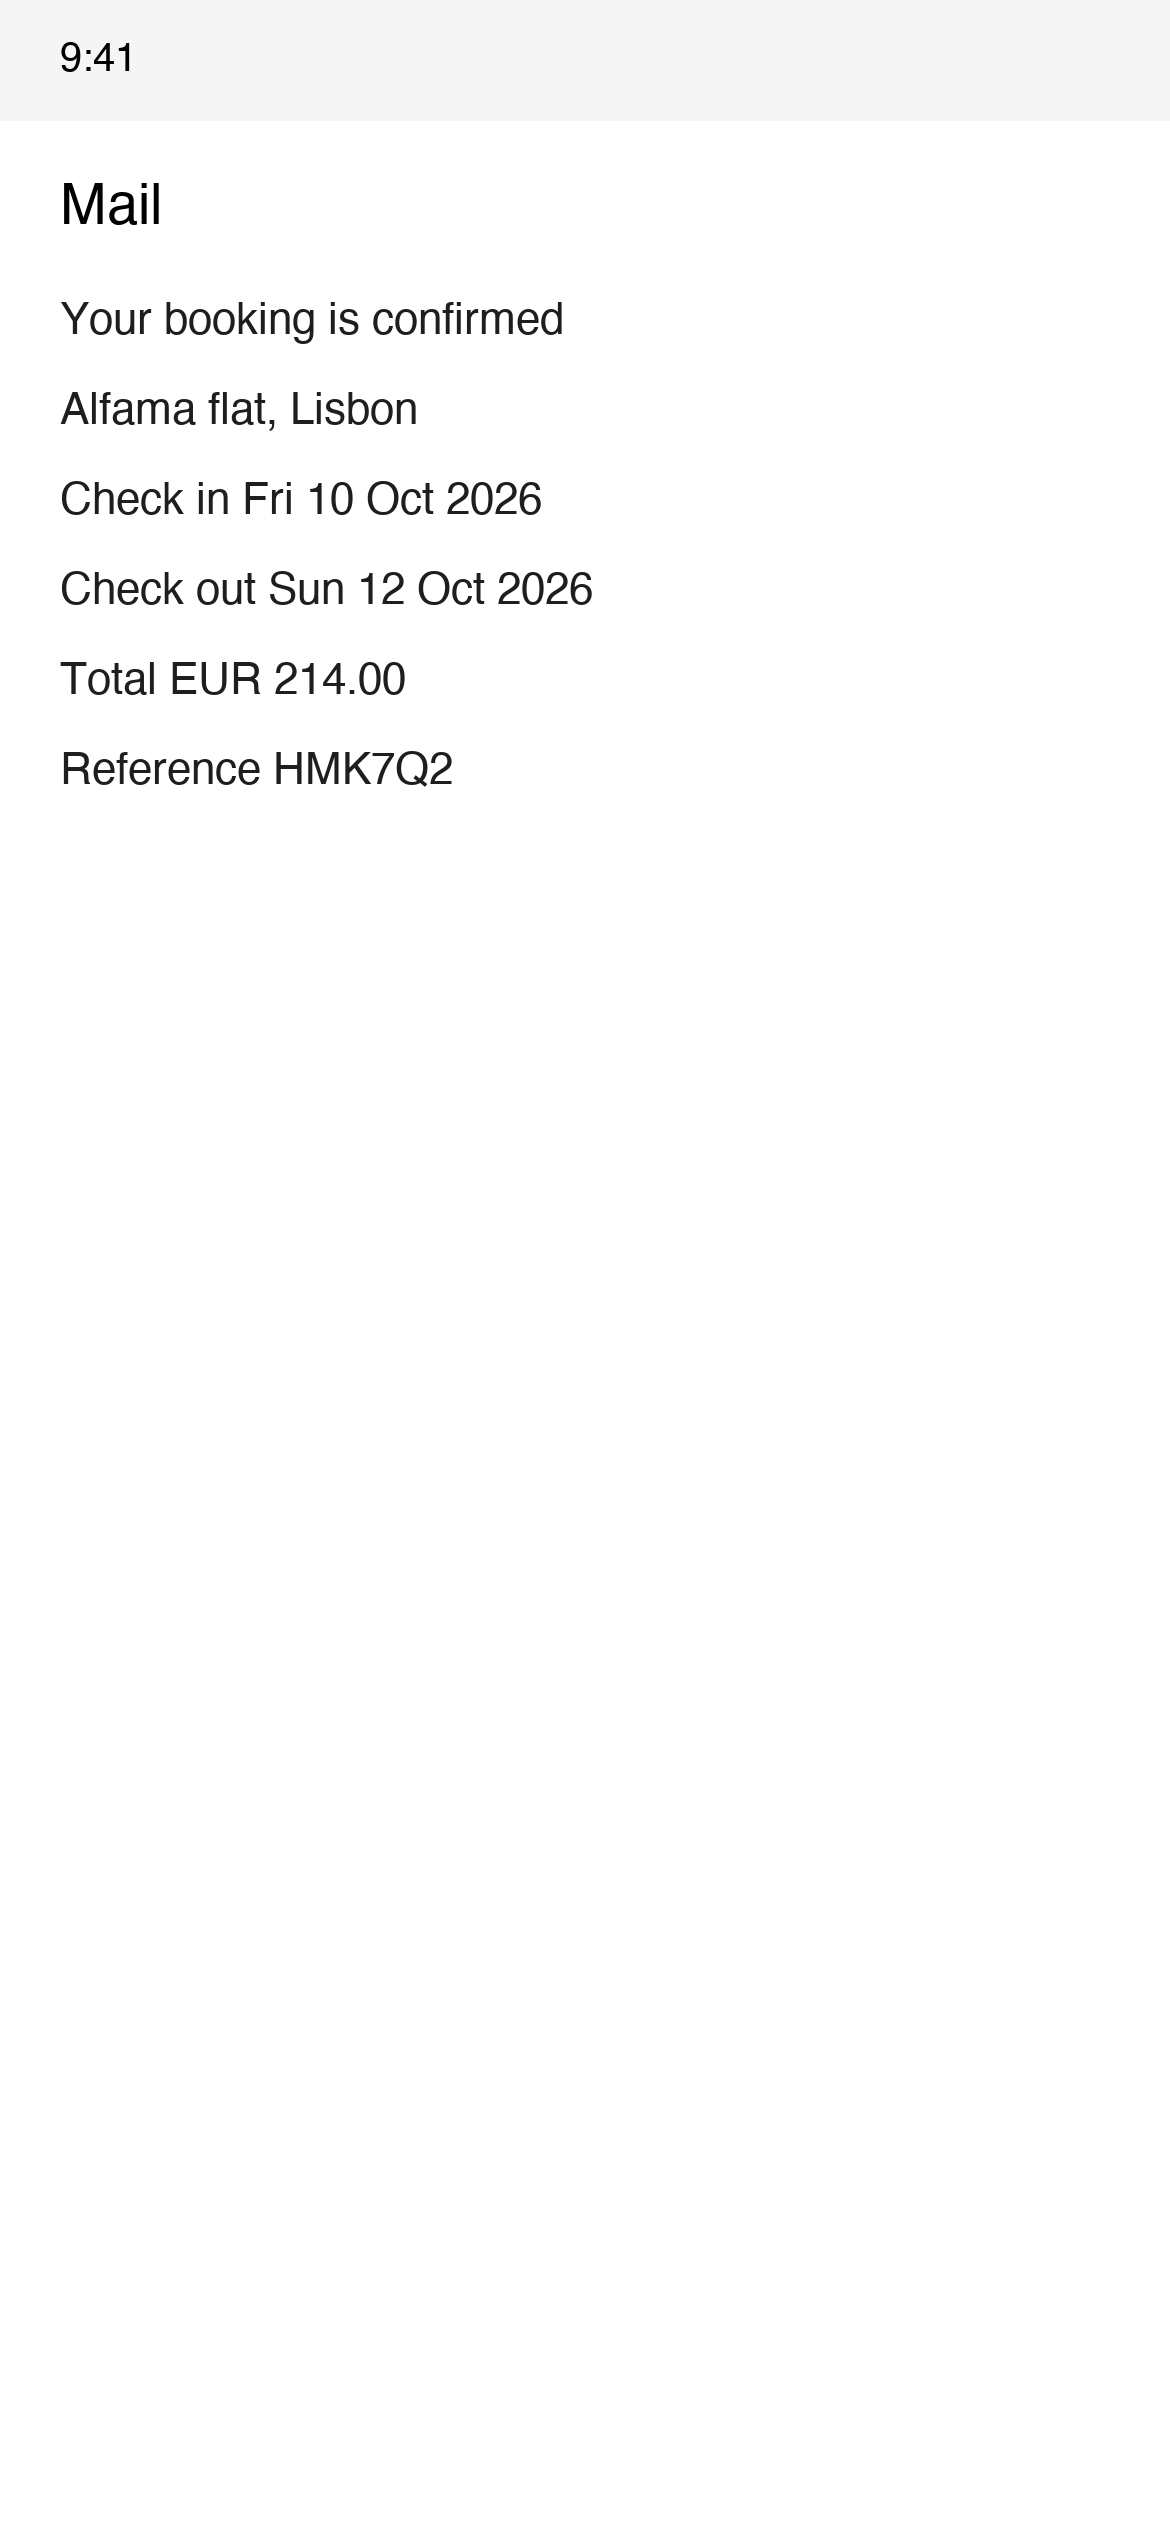 9:41
Mail
Your booking is confirmed
Alfama flat, Lisbon
Check in Fri 10 Oct 2026
Check out Sun 12 Oct 2026
Total EUR 214.00
Reference HMK7Q2